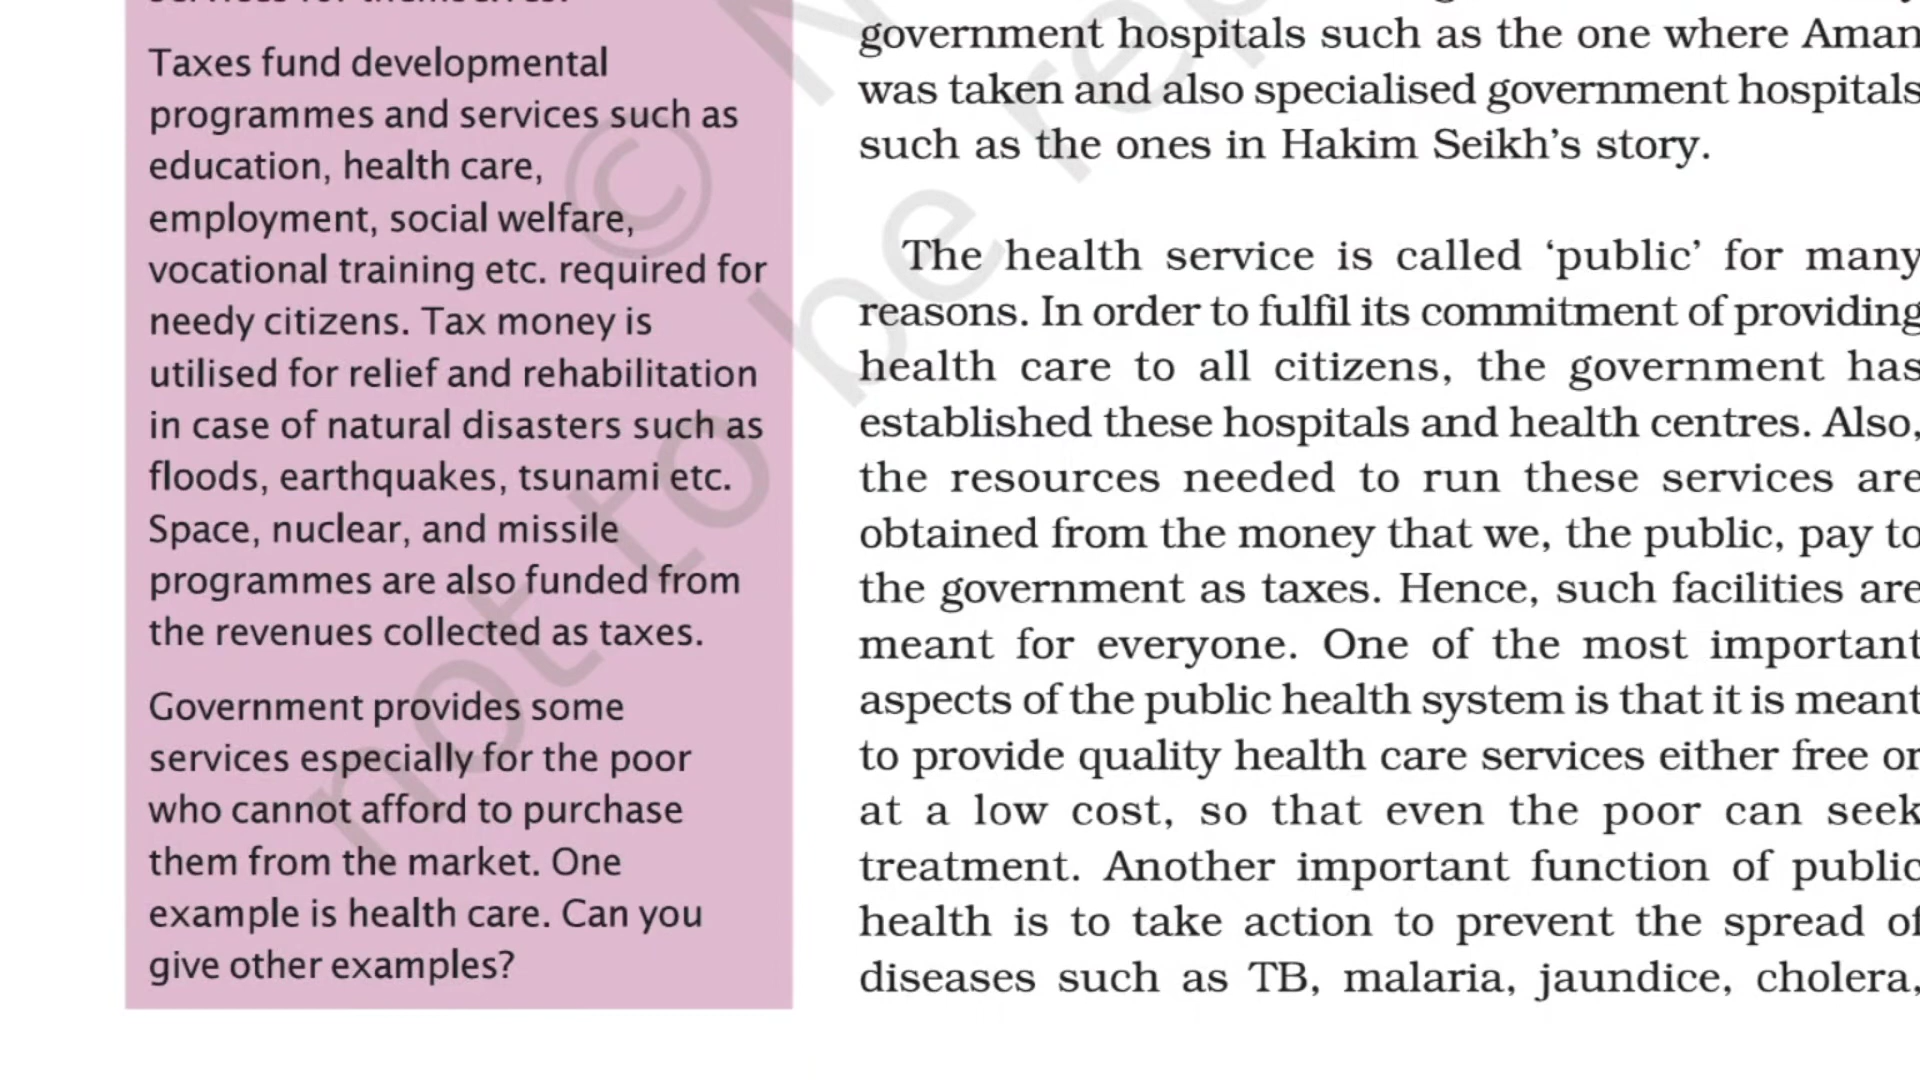 Taxes fund developmental
programmes and services such as
education, health care,
employment, social welfare,
vocational training etc. required for
needy citizens. Tax money is
utilised for relief and rehabilitation
in case of natural disasters such as
floods, earthquakes, tsunami etc.
Space, nuclear, and missile
programmes are also funded from
the revenues collected as taxes.
Government provides some
services especially for the poor
who cannot afford to purchase
them from the market. One
example is health care. Can you
give other examples?
government hospitals such as the one where Aman
was taken and also specialised government hospitals
such as the ones in Hakim Seikh’s story.
The health service is called ‘public’ for many
reasons. In order to fulfil its commitment of providing
health care to all citizens, the government has
established these hospitals and health centres. Also,
the resources needed to run these services are
obtained from the money that we, the public, pay to
the government as taxes. Hence, such facilities are
meant for everyone. One of the most important
aspects of the public health system is that it is meant
to provide quality health care services either free or
at a low cost, so that even the poor can seek
treatment. Another important function of public
health is to take action to prevent the spread of
diseases such as TB, malaria, jaundice, cholera,
© N
not to be rep